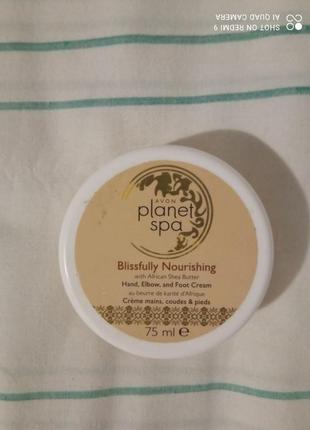 SHOT ON REDMI 9
AI QUAD CAMERA
AVON
planet
spa
Blissfully Nourishing
with African Shea Butter
Hand, Elbow, and Foot Cream
au beurre de karité d'Afrique
Crème mains, coudes & pieds
75 ml e